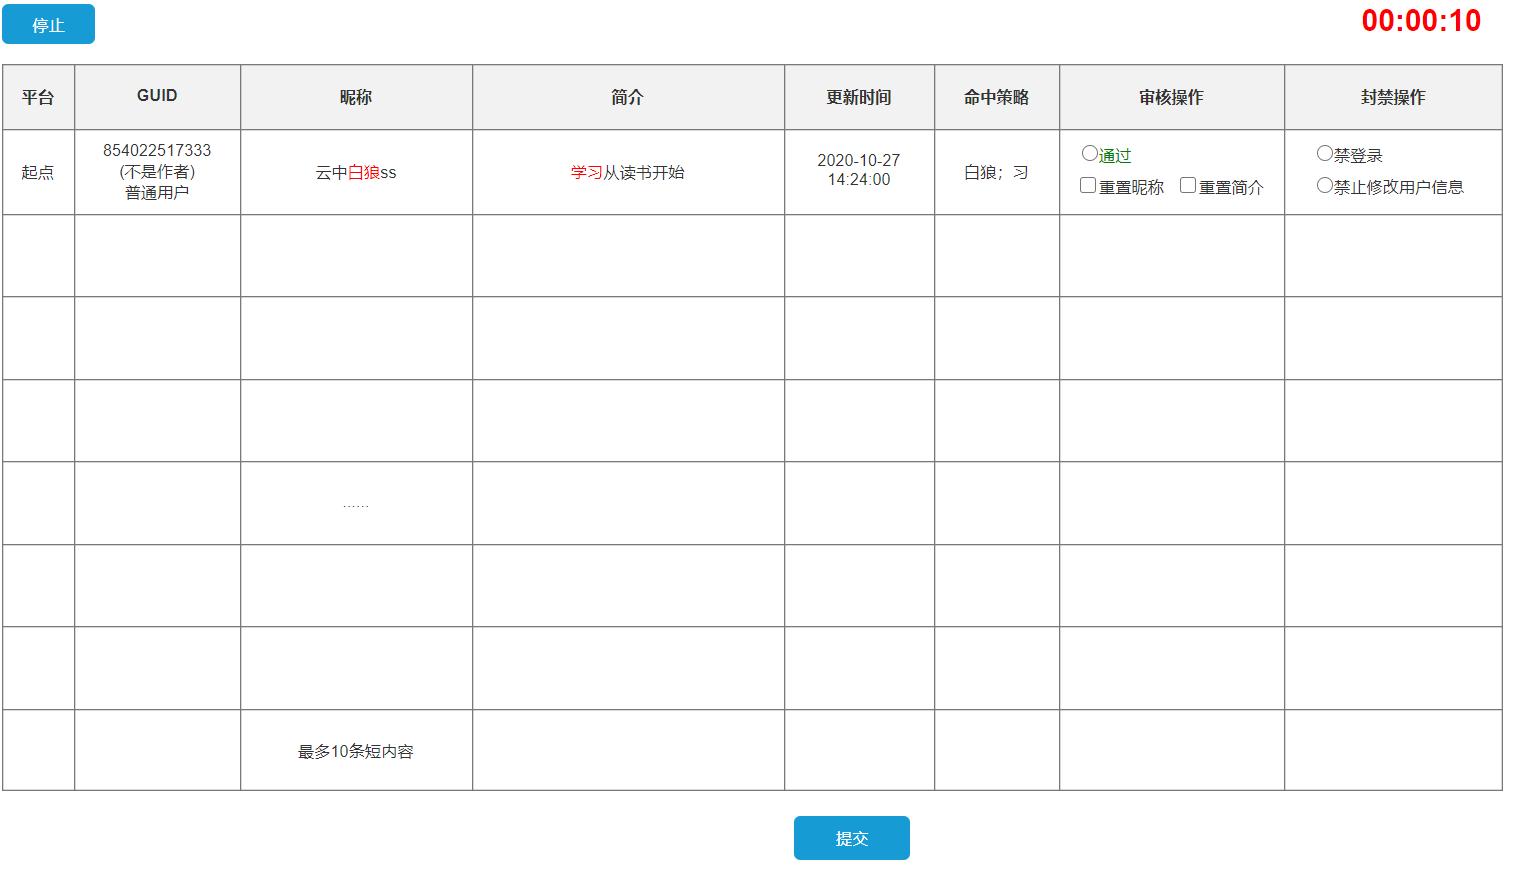 停止
00:00:10
平台 GUID 昵称 简介 更新时间 命中策略 审核操作 封禁操作
起点
854022517333
(不是作者)
普通用户
云中白狼ss
学习从读书开始
2020-10-27
14:24:00
白狼；习
通过
重置昵称 重置简介
禁登录
禁止修改用户信息
……
最多10条短内容
提交